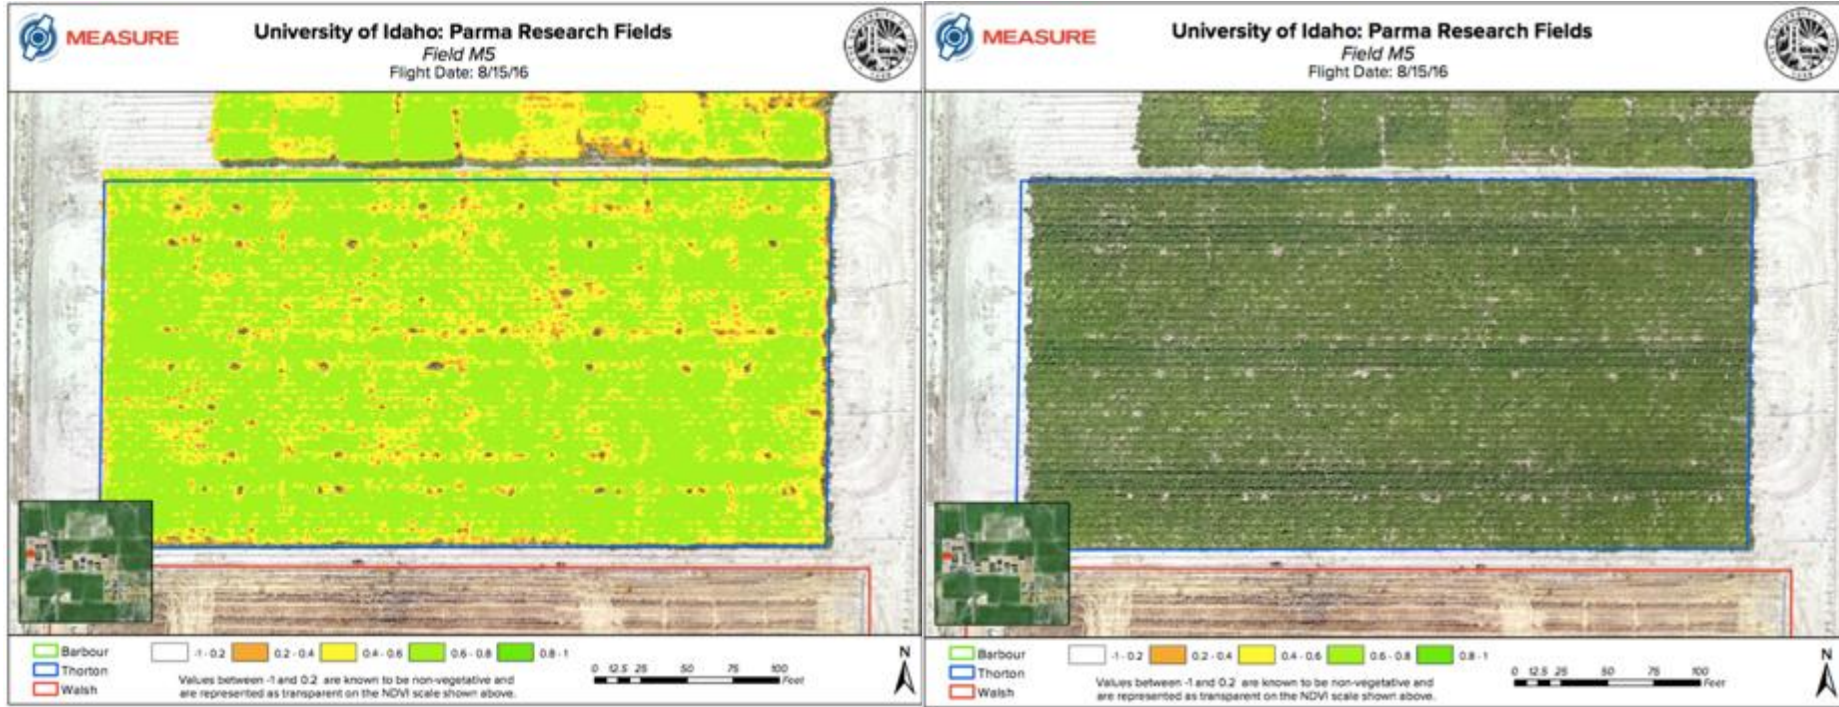 MEASURE
University of Idaho: Parma Research Fields
Field M5
Flight Date: 8/15/16
Barbour
Thorton
Walsh
-1 - 0.2
0.2 - 0.4
0.4 - 0.6
0.6 - 0.8
0.8 - 1
Values between -1 and 0.2 are known to be non-vegetative and
are represented as transparent on the NDVI scale shown above.
0 12.5 25 50 75 100
Feet
N
MEASURE
University of Idaho: Parma Research Fields
Field M5
Flight Date: 8/15/16
Barbour
Thorton
Walsh
-1 - 0.2
0.2 - 0.4
0.4 - 0.6
0.6 - 0.8
0.8 - 1
Values between -1 and 0.2 are known to be non-vegetative and
are represented as transparent on the NDVI scale shown above.
0 12.5 25 50 75 100
Feet
N